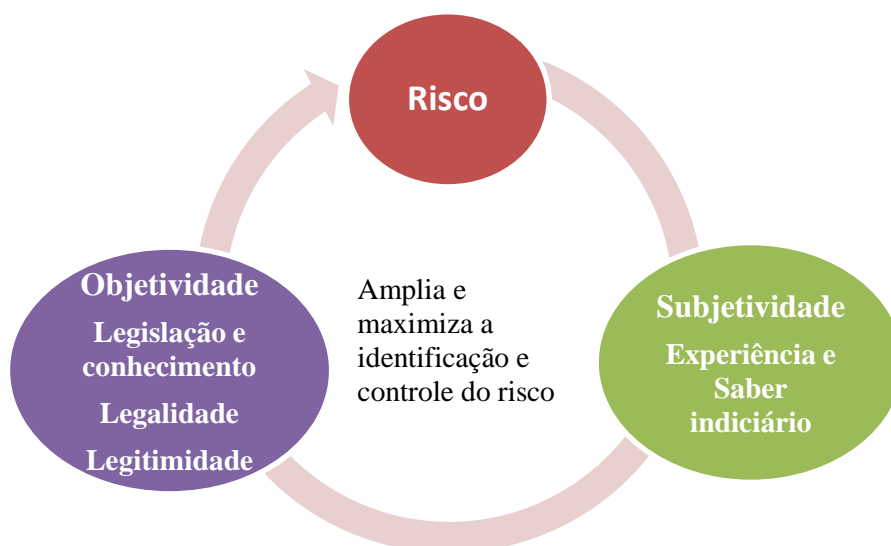 Risco
Objetividade
Legislação e
conhecimento
Legalidade
Legitimidade
Amplia e
maximiza a
identificação e
controle do risco
Subjetividade
Experiência e
Saber
indiciário